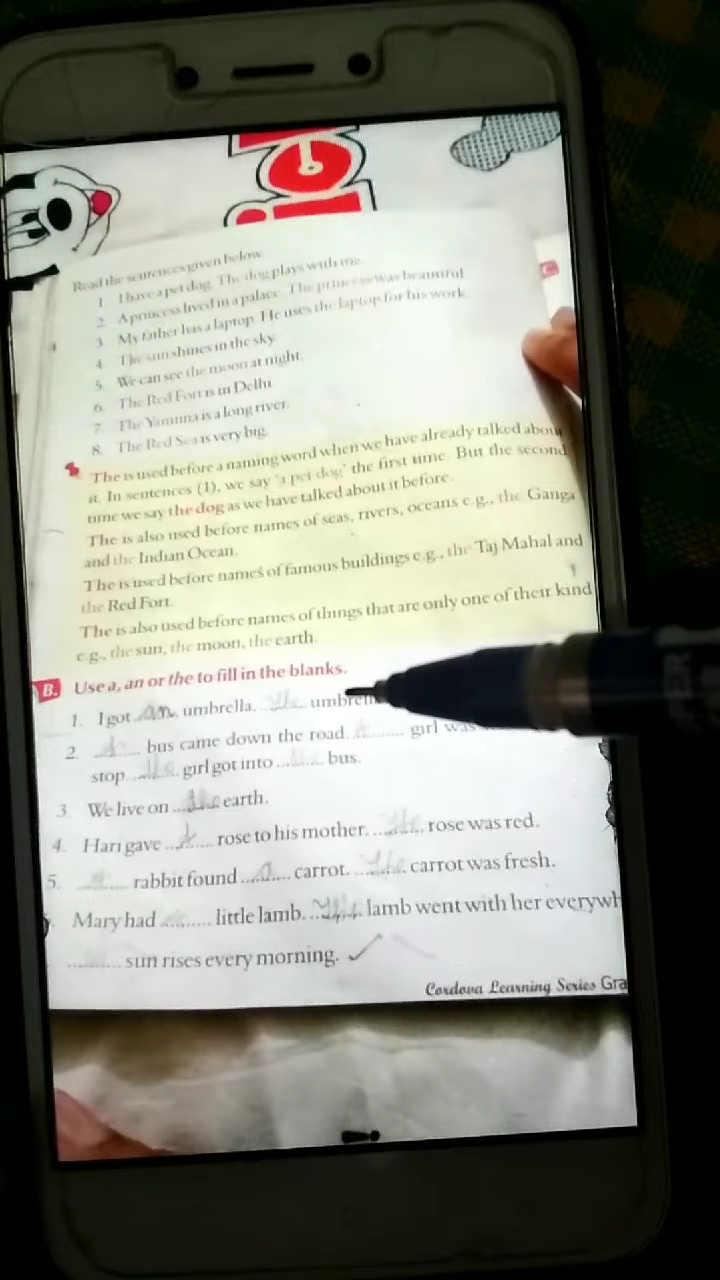 Read the sentences given below.
1. I have a pet dog. The dog plays with me.
2. A princess lived in a palace. The princess was beautiful
3. My father has a laptop. He uses the laptop for his work.
4. The sun shines in the sky.
5. We can see the moon at night.
6. The Red Fort is in Delhi.
7. The Yamuna is a long river.
8. The Red Sea is very big.
The is used before a naming word when we have already talked about
it. In sentences (1), we say 'a pet dog' the first time. But the second
time we say the dog as we have talked about it before.
The is also used before names of seas, rivers, oceans e.g., the Ganga
and the Indian Ocean.
The is used before names of famous buildings e.g., the Taj Mahal and
the Red Fort.
The is also used before names of things that are only one of their kind
e.g., the sun, the moon, the earth.
B. Use a, an or the to fill in the blanks.
1. I got an umbrella. the
2. bus came down the road. girl was
stop. the girl got into ......... bus.
3. We live on the earth.
4. Hari gave a rose to his mother. the rose was red.
5. rabbit found a carrot. the carrot was fresh.
Mary had ......... little lamb. the lamb went with her
......... sun rises every morning.
Cordova Learning Series